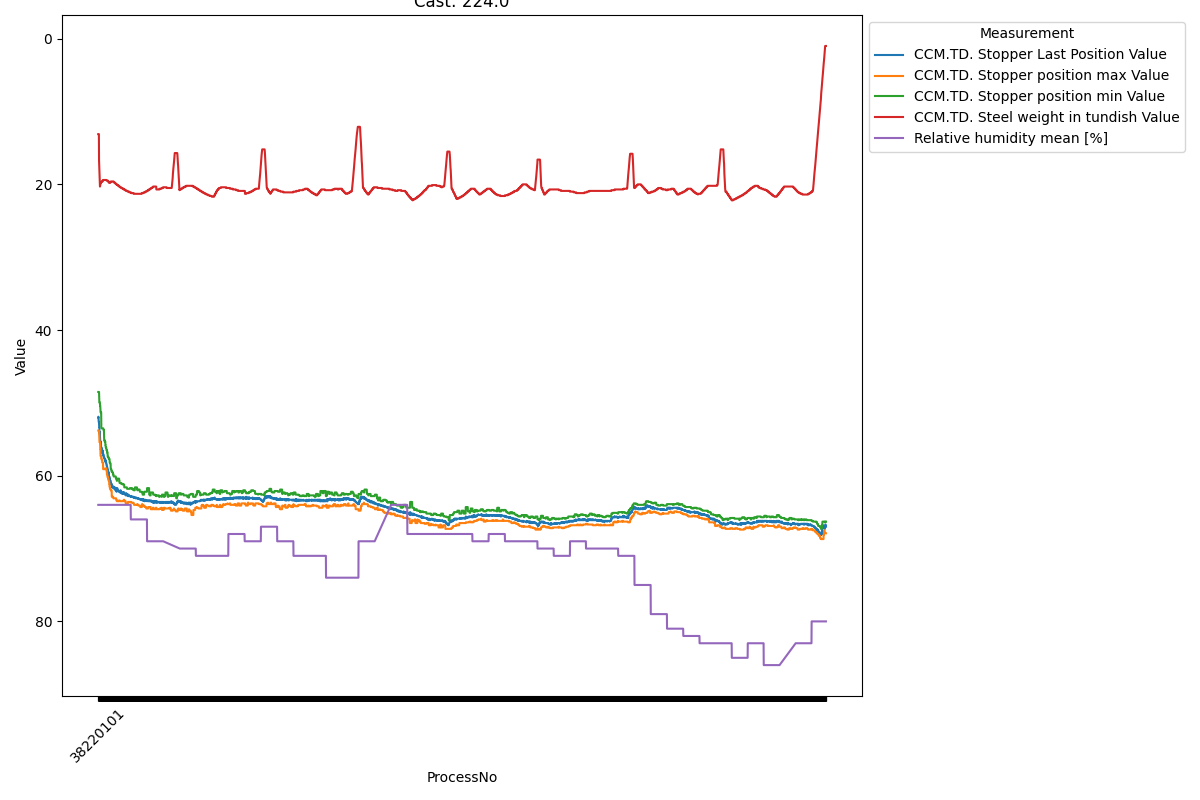 Cast: 224.0
Measurement
CCM.TD. Stopper Last Position Value
CCM.TD. Stopper position max Value
CCM.TD. Stopper position min Value
CCM.TD. Steel weight in tundish Value
Relative humidity mean [%]
0
20
40
60
80
Value
38220101
ProcessNo